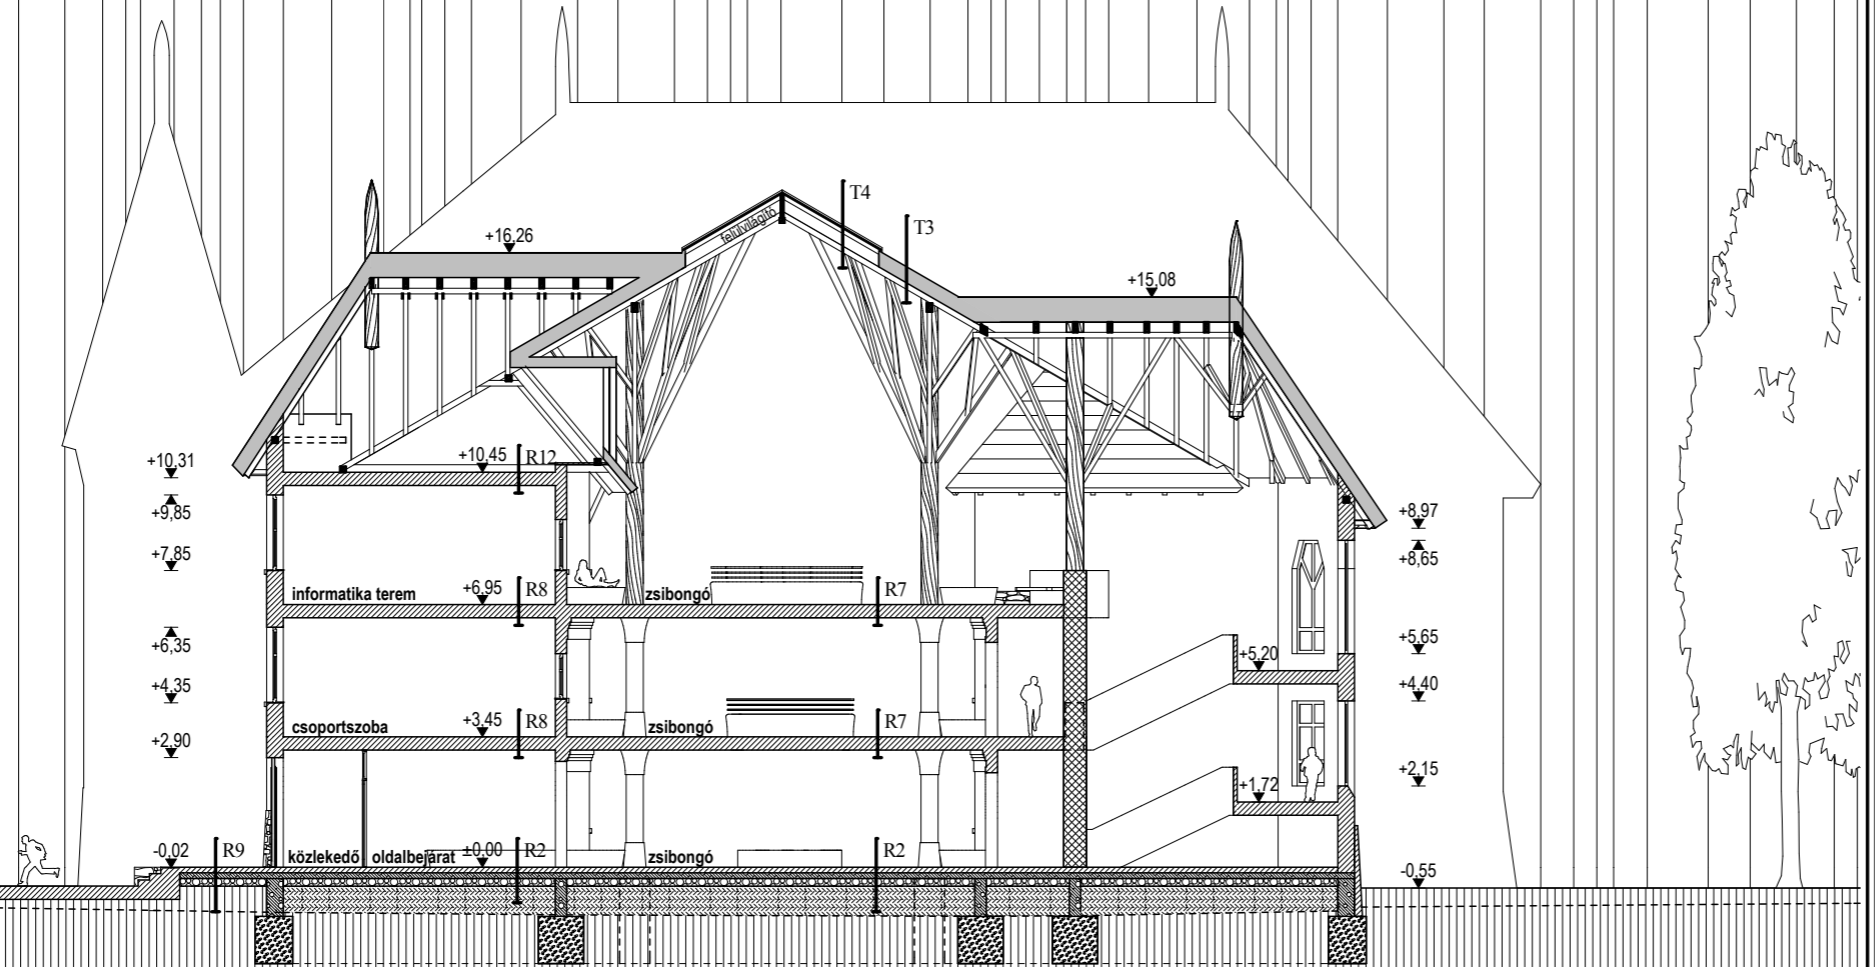 T4
felülvilágító
T3
+16,26
+15,08
+10,31
+10,45
R12
+9,85
+8,97
+7,85
+8,65
informatika terem
+6,95
R8
zsibongó
R7
+6,35
+5,65
+5,20
+4,35
+4,40
csoportszoba
+3,45
R8
zsibongó
R7
+2,90
+2,15
+1,72
-0,02
R9
közlekedő
oldalbejárat
±0,00
R2
zsibongó
R2
-0,55